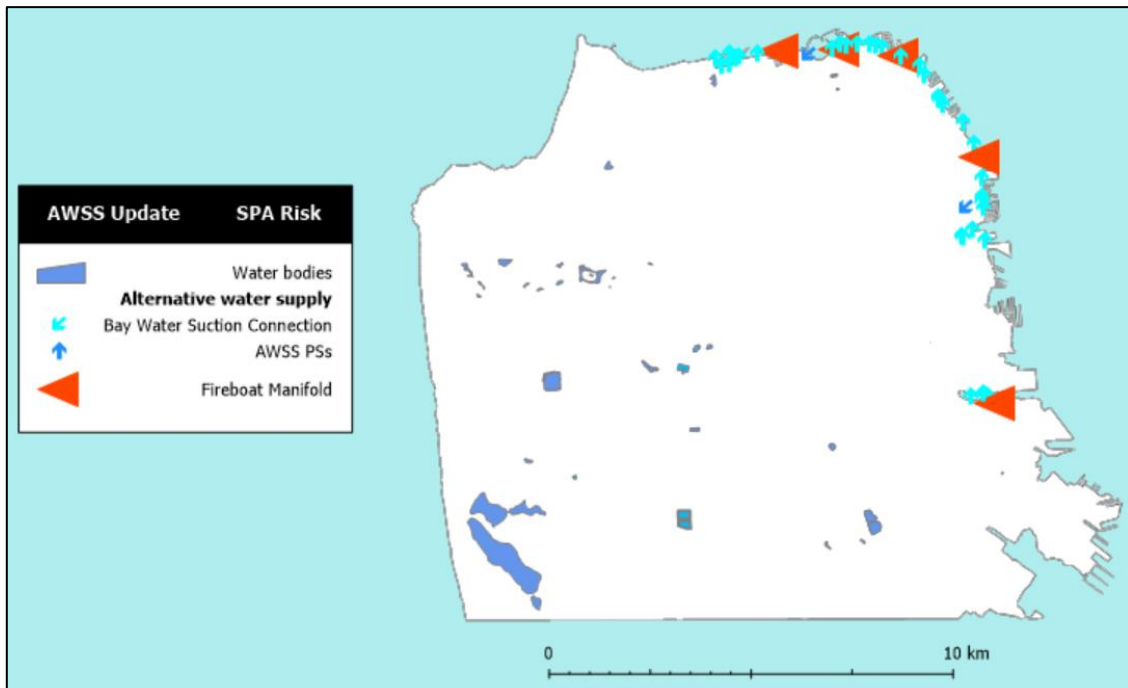 AWSS Update SPA Risk
Water bodies
Alternative water supply
Bay Water Suction Connection
AWSS PSs
Fireboat Manifold
0 10 km